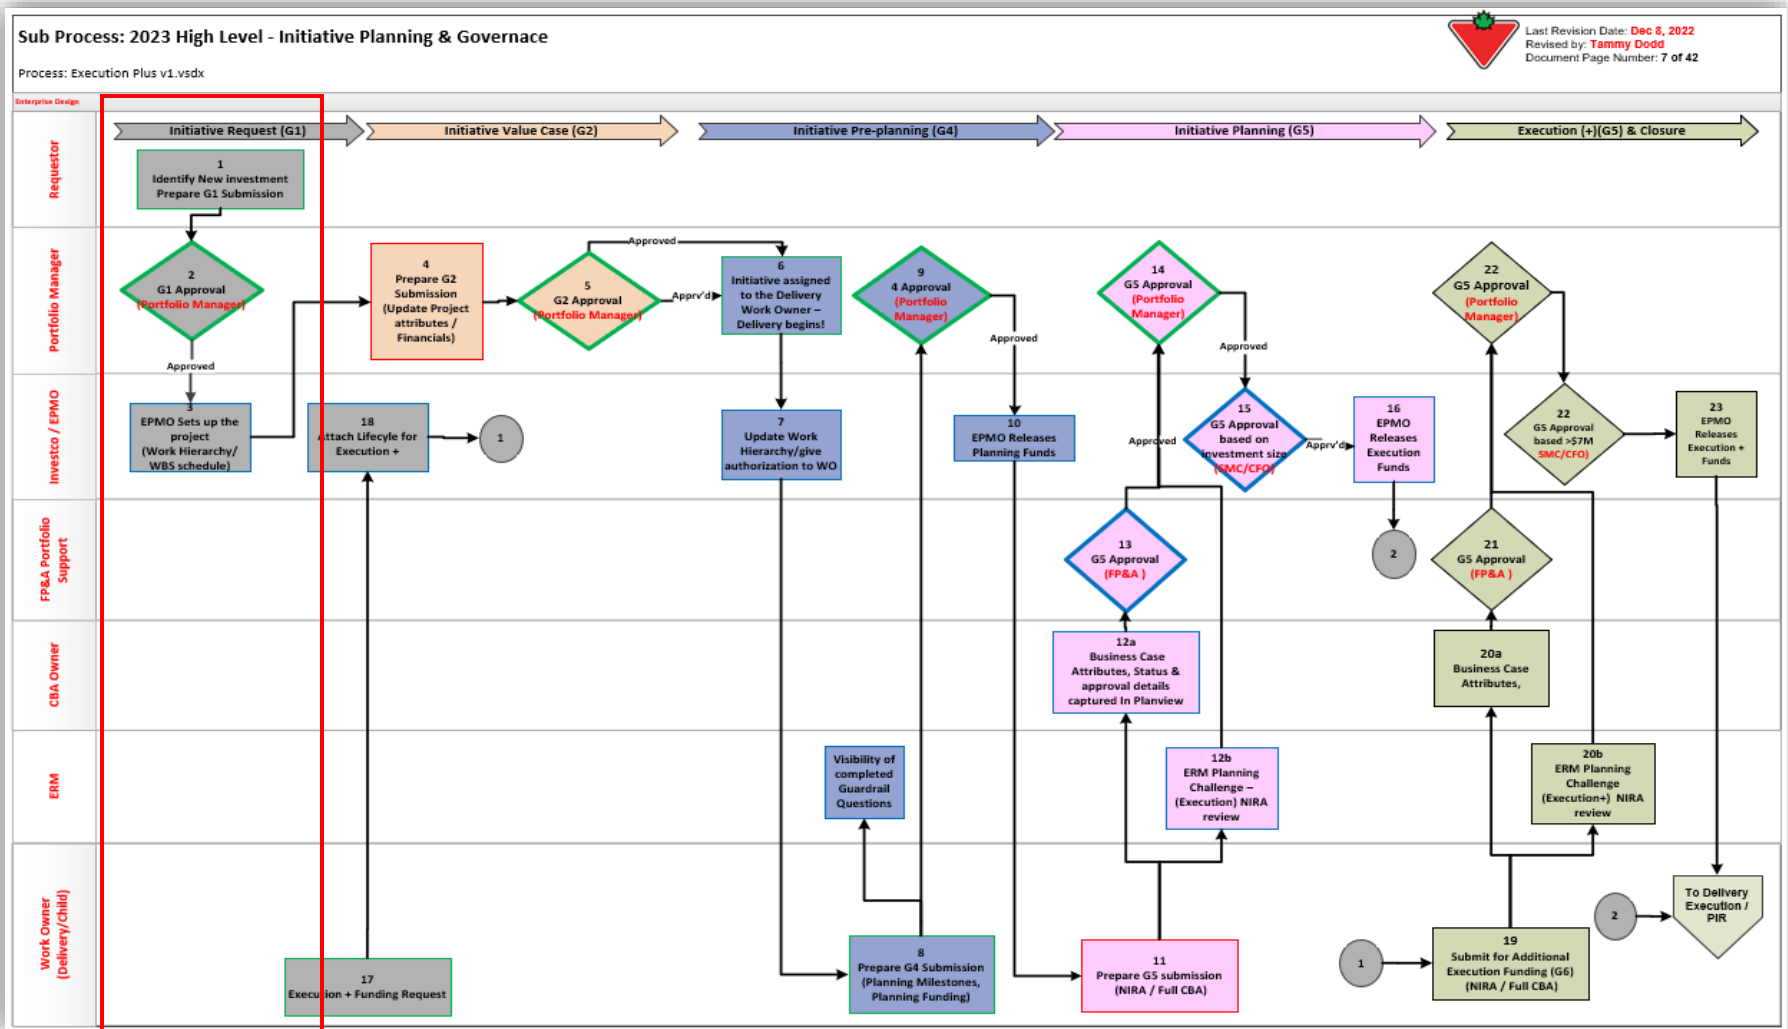 Sub Process: 2023 High Level - Initiative Planning & Governace
Process: Execution Plus v1.vsdx
Last Revision Date: Dec 8, 2022
Revised by: Tammy Dodd
Document Page Number: 7 of 42
Enterprise Design
Initiative Request (G1)
Initiative Value Case (G2)
Initiative Pre-planning (G4)
Initiative Planning (G5)
Execution (+)(G5) & Closure
Requestor
1
Identify New investment
Prepare G1 Submission
Portfolio Manager
2
G1 Approval
(Portfolio Manager)
Approved
4
Prepare G2
Submission
(Update Project
attributes /
Financials)
5
G2 Approval
(Portfolio Manager)
Approved
Apprv'd
6
Initiative assigned
to the Delivery
Work Owner –
Delivery begins!
9
4 Approval
(Portfolio
Manager)
Approved
14
G5 Approval
(Portfolio
Manager)
Approved
22
G5 Approval
(Portfolio
Manager)
Investco / EPMO
3
EPMO Sets up the
project
(Work Hierarchy/
WBS schedule)
18
Attach Lifecyle for
Execution +
1
7
Update Work
Hierarchy/give
authorization to WO
10
EPMO Releases
Planning Funds
Approved
15
G5 Approval
based on
investment size
(SMC/CFO)
Apprv'd
16
EPMO
Releases
Execution
Funds
22
G5 Approval
based >$7M
SMC/CFO)
23
EPMO
Releases
Execution +
Funds
FP&A Portfolio
Support
13
G5 Approval
(FP&A )
2
21
G5 Approval
(FP&A )
CBA Owner
12a
Business Case
Attributes, Status &
approval details
captured In Planview
20a
Business Case
Attributes,
ERM
Visibility of
completed
Guardrail
Questions
12b
ERM Planning
Challenge –
(Execution) NIRA
review
20b
ERM Planning
Challenge
(Execution+) NIRA
review
Work Owner
(Delivery/Child)
17
Execution + Funding Request
8
Prepare G4 Submission
(Planning Milestones,
Planning Funding)
11
Prepare G5 submission
(NIRA / Full CBA)
1
19
Submit for Additional
Execution Funding (G6)
(NIRA / Full CBA)
2
To Delivery
Execution /
PIR